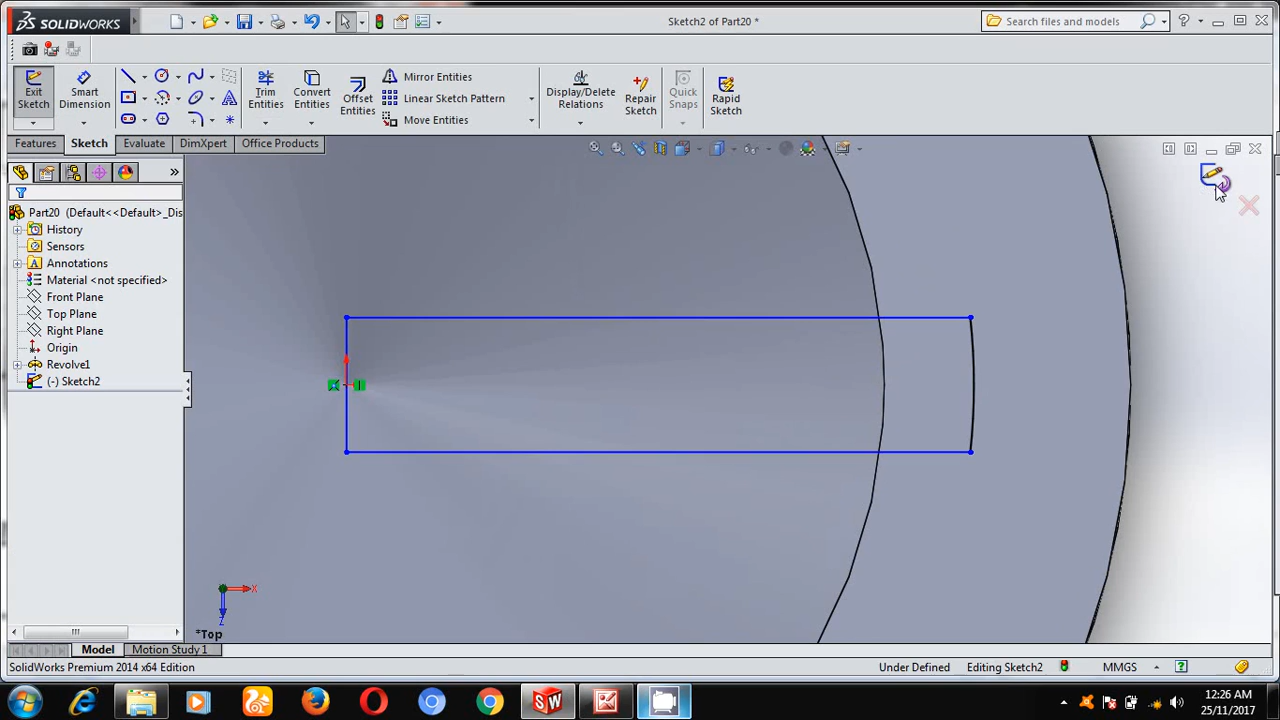 SOLIDWORKS
Sketch2 of Part20 *
Search files and models
Exit Sketch
Smart Dimension
Trim Entities
Convert Entities
Offset Entities
Mirror Entities
Linear Sketch Pattern
Move Entities
Display/Delete Relations
Repair Sketch
Quick Snaps
Rapid Sketch
Features
Sketch
Evaluate
DimXpert
Office Products
Part20 (Default<<Default>_Dis
History
Sensors
Annotations
Material <not specified>
Front Plane
Top Plane
Right Plane
Origin
Revolve1
(-) Sketch2
X
Z
*Top
Model
Motion Study 1
SolidWorks Premium 2014 x64 Edition
Under Defined
Editing Sketch2
MMGS
SW
12:26 AM
25/11/2017